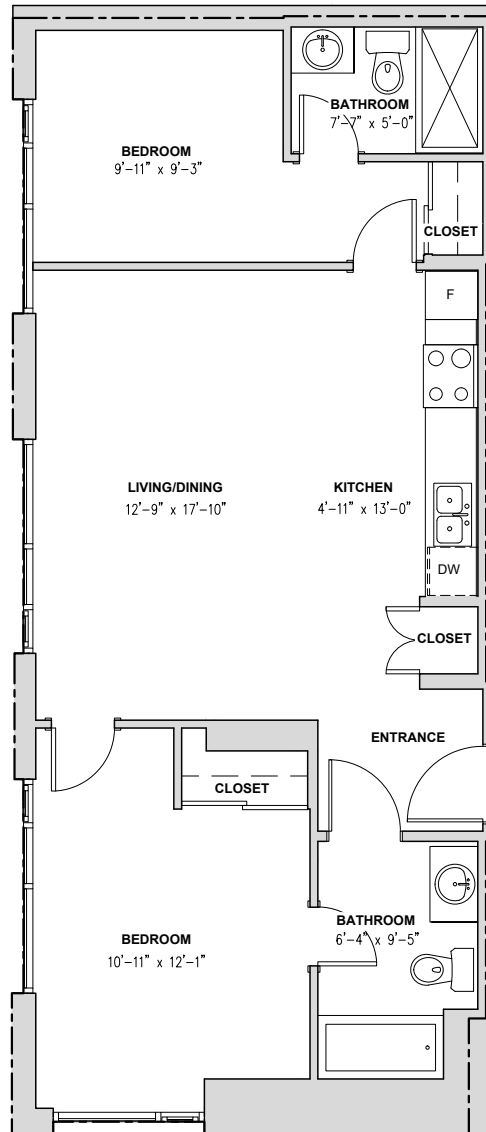 BATHROOM
7'-7" x 5'-0"
BEDROOM
9'-11" x 9'-3"
CLOSET
F
LIVING/DINING
12'-9" x 17'-10"
KITCHEN
4'-11" x 13'-0"
DW
CLOSET
ENTRANCE
CLOSET
BATHROOM
6'-4" x 9'-5"
BEDROOM
10'-11" x 12'-1"